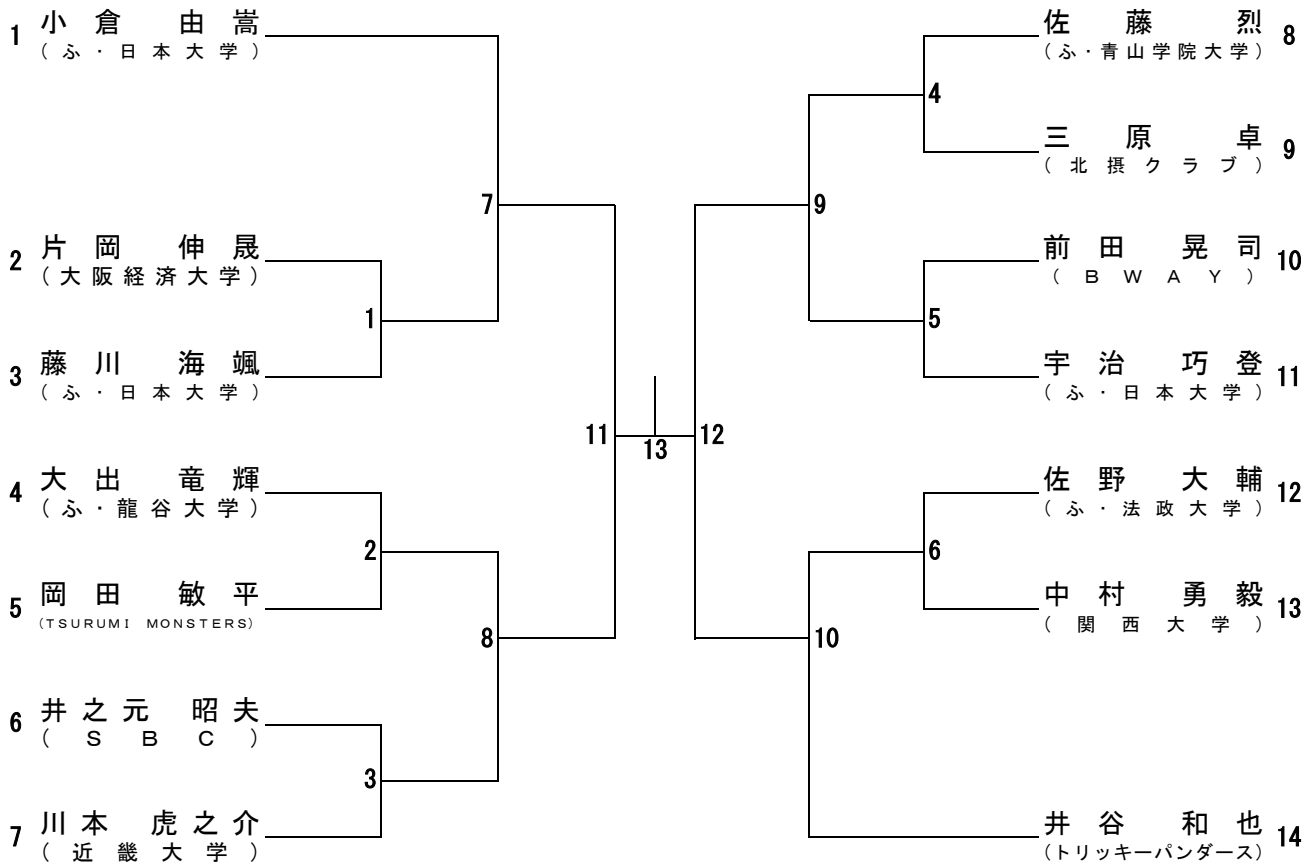 1 小倉 由嵩
(ふ・日本大学)
2 片岡 伸晟
(大阪経済大学)
3 藤川 海颯
(ふ・日本大学)
4 大出 竜輝
(ふ・龍谷大学)
5 岡田 敏平
(TSURUMI MONSTERS)
6 井之元 昭夫
(SBC)
7 川本 虎之介
(近畿大学)
7
1
11
2
8
3
13
12
4
9
5
6
10
佐藤 烈 8
(ふ・青山学院大学)
三原 卓 9
(北摂クラブ)
前田 晃司 10
(BWAY)
宇治 巧登 11
(ふ・日本大学)
佐野 大輔 12
(ふ・法政大学)
中村 勇毅 13
(関西大学)
井谷 和也 14
(トリッキーパンダース)